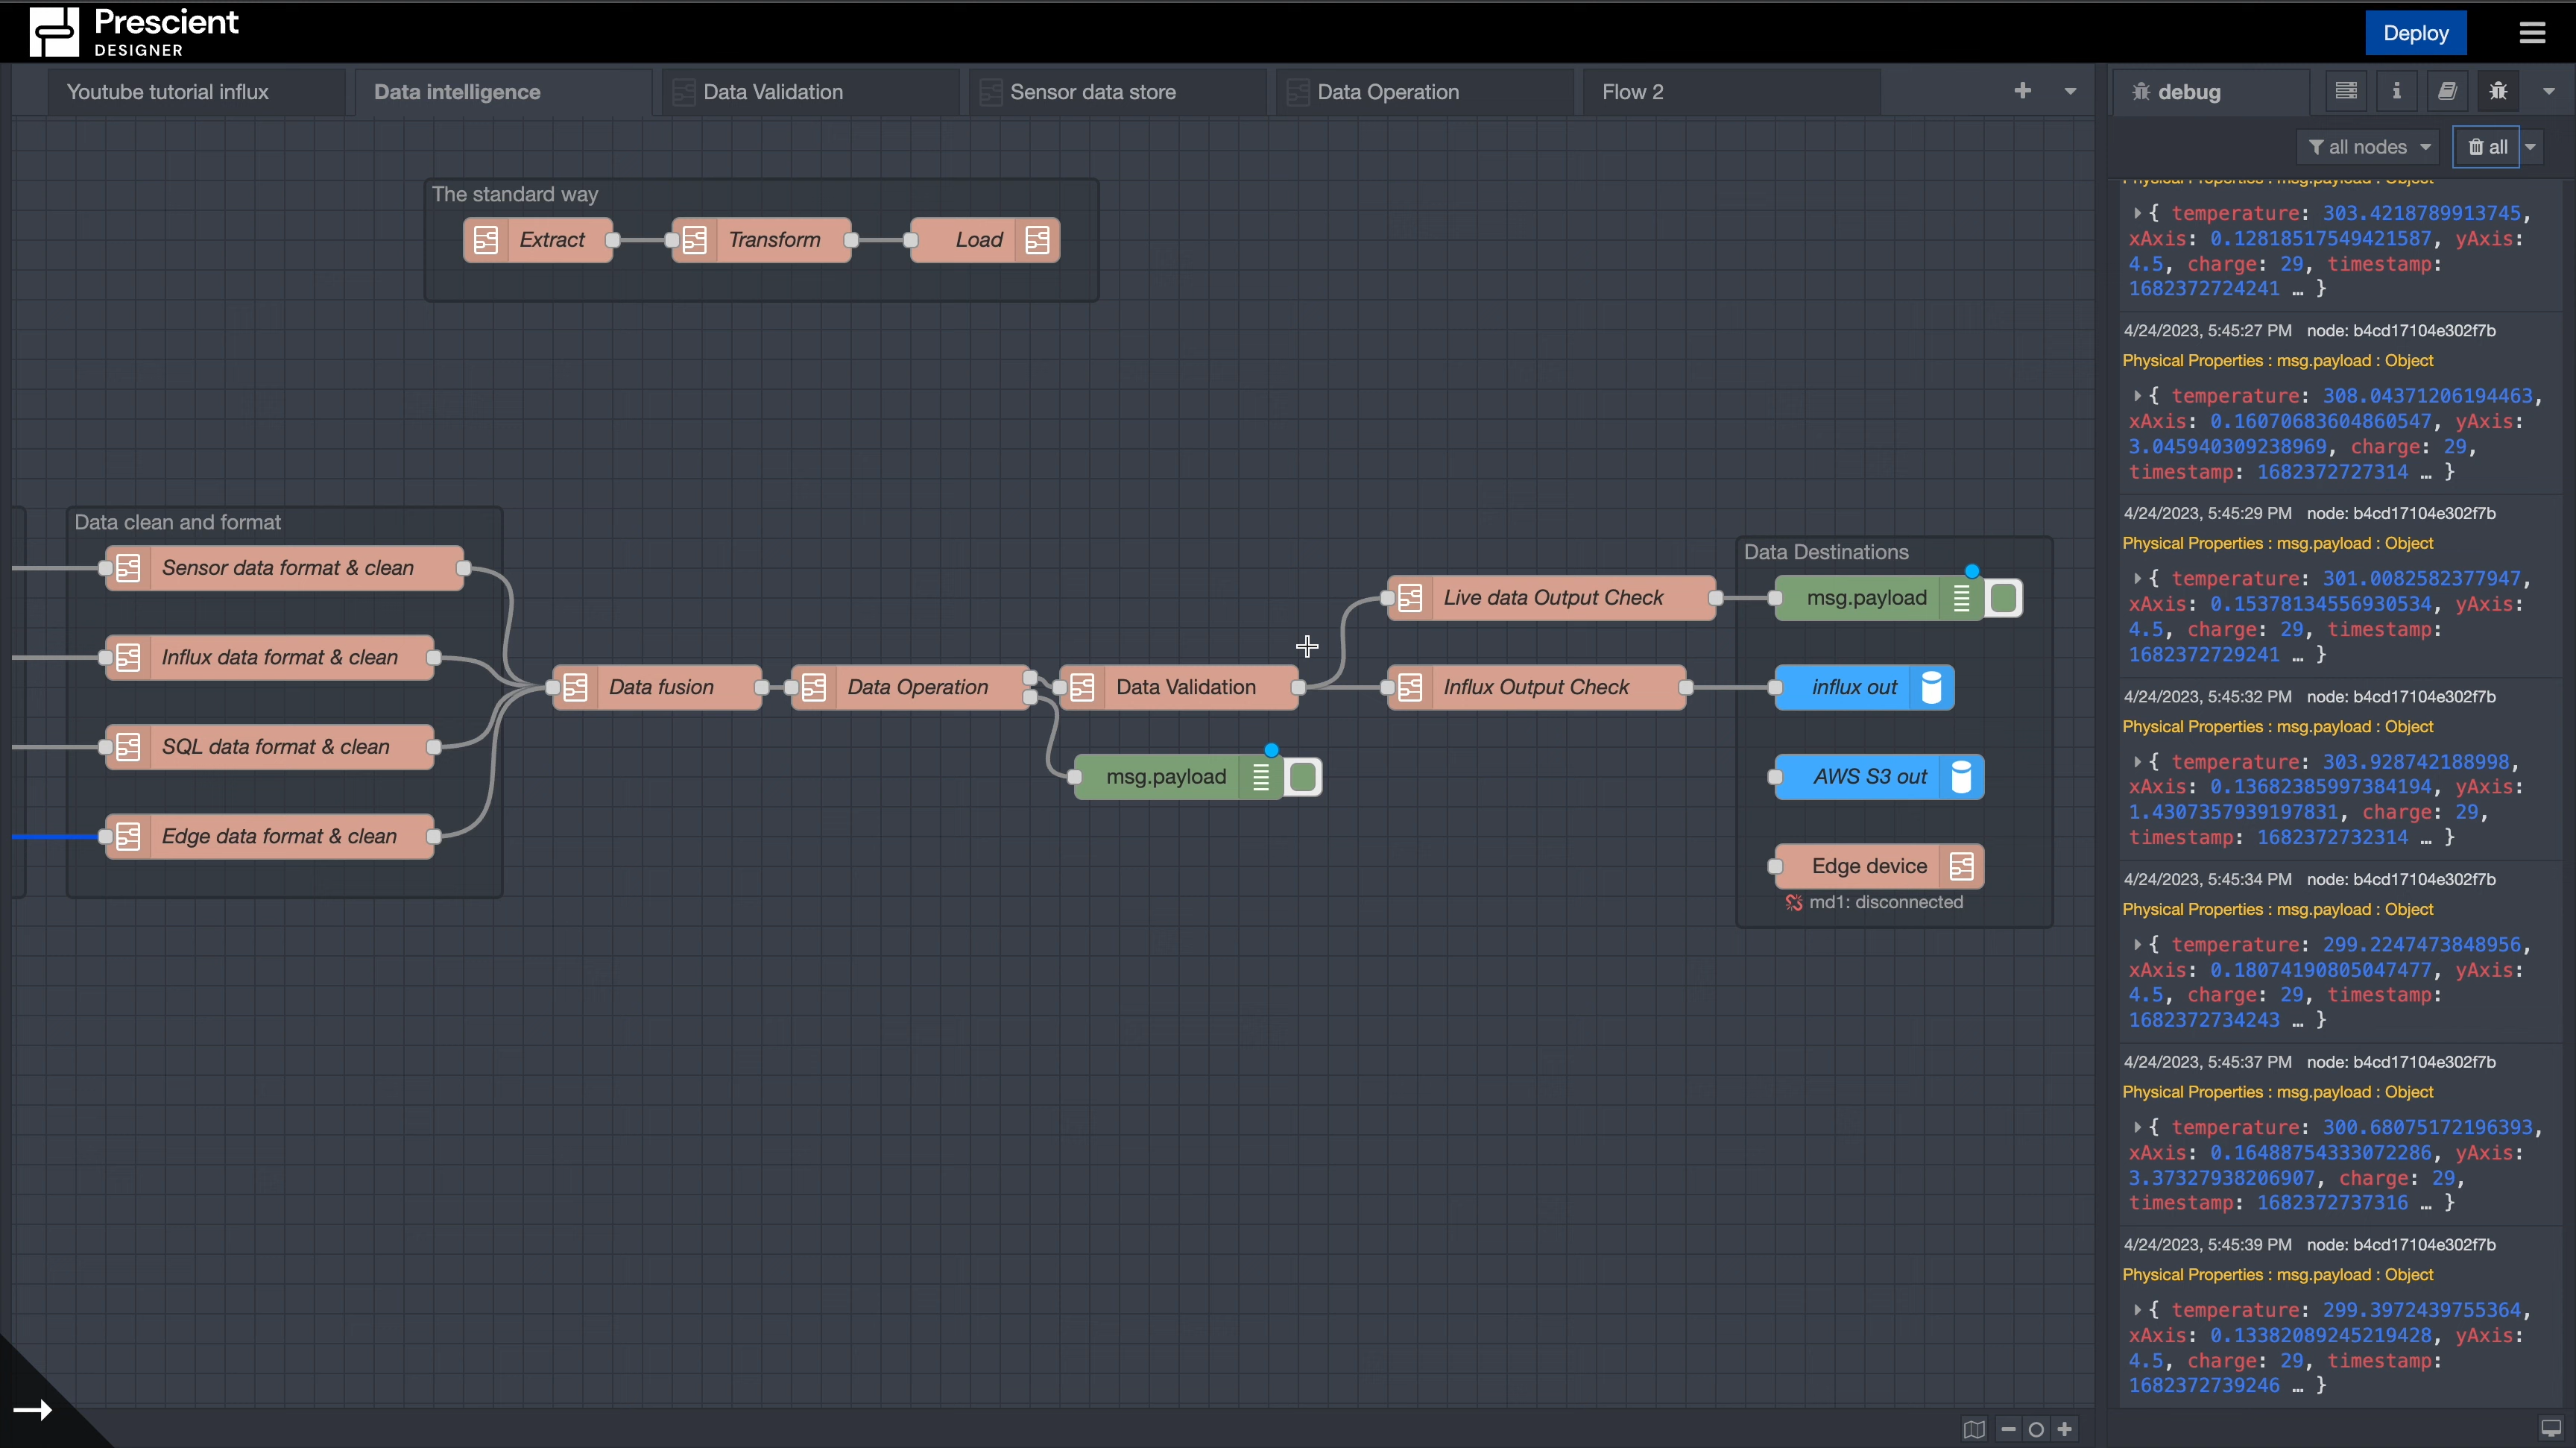 Prescient
DESIGNER
Deploy
Youtube tutorial influx
Data intelligence
Data Validation
Sensor data store
Data Operation
Flow 2
debug
all nodes
all
The standard way
Extract
Transform
Load
Data clean and format
Sensor data format & clean
Influx data format & clean
SQL data format & clean
Edge data format & clean
Data fusion
Data Operation
Data Validation
msg.payload
Live data Output Check
Influx Output Check
Data Destinations
msg.payload
influx out
AWS S3 out
Edge device
md1: disconnected
Physical Properties : msg.payload : Object
{ temperature: 303.4218789913745,
xAxis: 0.12818517549421587, yAxis:
4.5, charge: 29, timestamp:
1682372724241 … }
4/24/2023, 5:45:27 PM node: b4cd17104e302f7b
Physical Properties : msg.payload : Object
{ temperature: 308.04371206194463,
xAxis: 0.16070683604860547, yAxis:
3.045940309238969, charge: 29,
timestamp: 1682372727314 … }
4/24/2023, 5:45:29 PM node: b4cd17104e302f7b
Physical Properties : msg.payload : Object
{ temperature: 301.0082582377947,
xAxis: 0.15378134556930534, yAxis:
4.5, charge: 29, timestamp:
1682372729241 … }
4/24/2023, 5:45:32 PM node: b4cd17104e302f7b
Physical Properties : msg.payload : Object
{ temperature: 303.928742188998,
xAxis: 0.13682385997384194, yAxis:
1.4307357939197831, charge: 29,
timestamp: 1682372732314 … }
4/24/2023, 5:45:34 PM node: b4cd17104e302f7b
Physical Properties : msg.payload : Object
{ temperature: 299.2247473848956,
xAxis: 0.18074190805047477, yAxis:
4.5, charge: 29, timestamp:
1682372734243 … }
4/24/2023, 5:45:37 PM node: b4cd17104e302f7b
Physical Properties : msg.payload : Object
{ temperature: 300.68075172196393,
xAxis: 0.16488754333072286, yAxis:
3.37327938206907, charge: 29,
timestamp: 1682372737316 … }
4/24/2023, 5:45:39 PM node: b4cd17104e302f7b
Physical Properties : msg.payload : Object
{ temperature: 299.3972439755364,
xAxis: 0.13382089245219428, yAxis:
4.5, charge: 29, timestamp:
1682372739246 … }